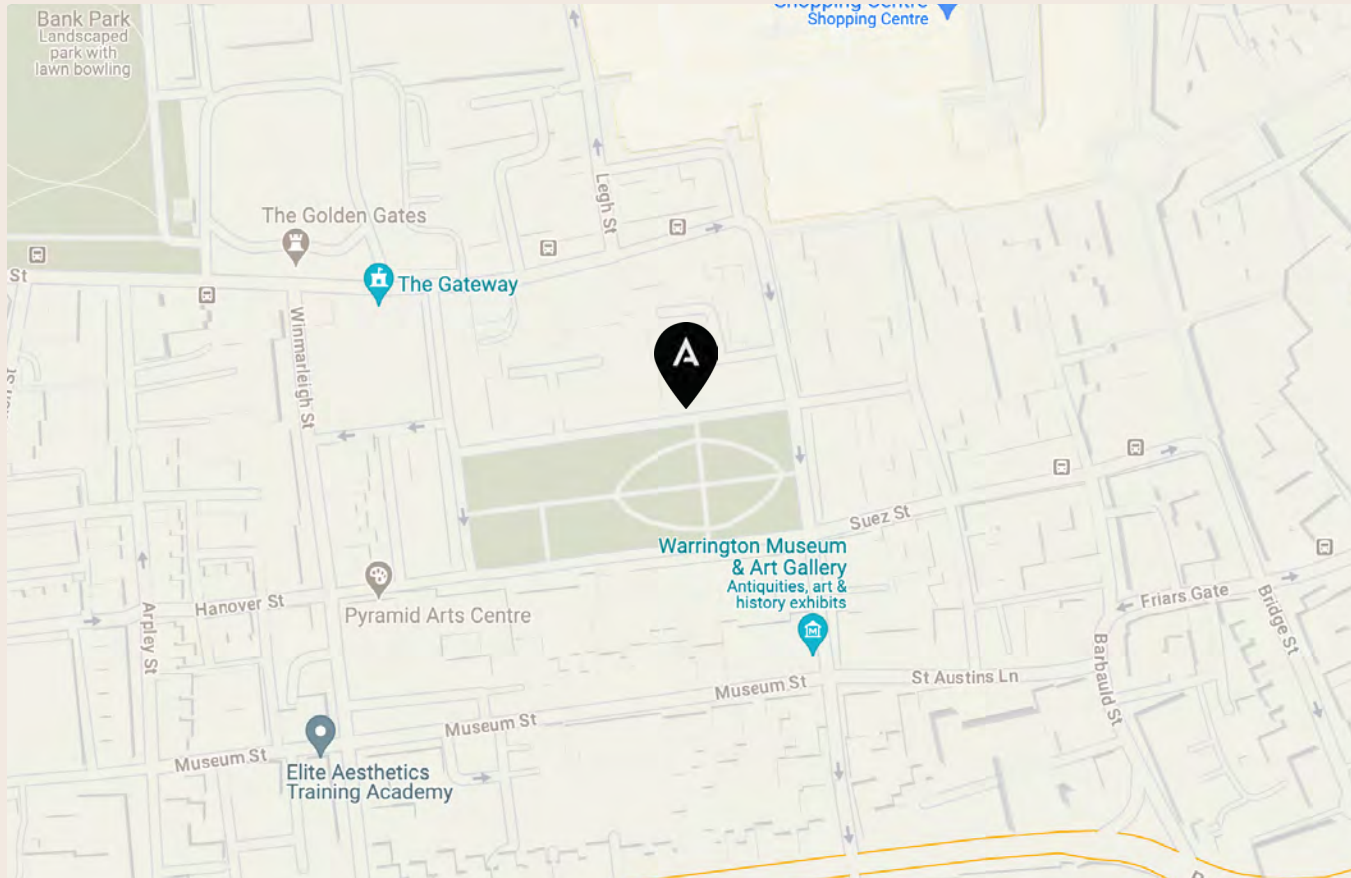 Bank Park
Landscaped
park with
lawn bowling
Shopping Centre
Shopping Centre
Legh St
The Golden Gates
St
The Gateway
Winmarleigh St
A
Suez St
Warrington Museum
& Art Gallery
Antiquities, art &
history exhibits
Hanover St
Pyramid Arts Centre
Arpley St
Friars Gate
Bridge St
Barbauld St
St Austins Ln
Museum St
Museum St
Museum St
Elite Aesthetics
Training Academy